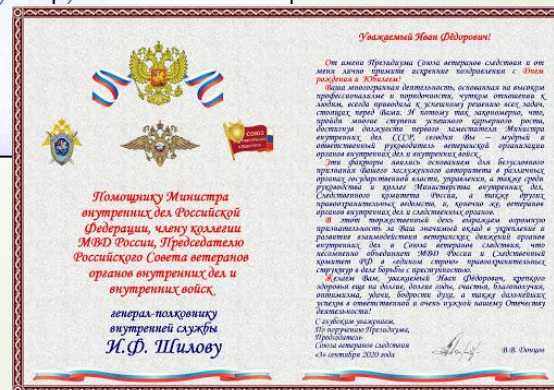 СОЮЗ
Помощнику Министра
внутренних дел Российской
Федерации, члену коллегии
МВД России, Председателю
Российского Совета ветеранов
органов внутренних дел и
внутренних войск
генерал-полковнику
внутренней службы
И.Ф. Шилову
Уважаемый Иван Фёдорович!
От имени Президиума Союза ветеранов следствия и от
меня лично примите искренние поздравления с Днем
рождения и Юбилеем!
Ваша многогранная деятельность, основанная на высоком
профессионализме и порядочности, чутком отношении к
людям, всегда приводила к успешному решению всех задач,
стоящих перед Вами. И потому так закономерно, что,
пройдя многие ступени успешного карьерного роста,
достигнув должности первого заместителя Министра
внутренних дел СССР, сегодня Вы – мудрый и
ответственный руководитель ветеранской организации
органов внутренних дел и внутренних войск.
Эти факторы явились основанием для безусловного
признания Вашего заслуженного авторитета в различных
органах государственной власти, управления, а также среди
руководства и коллег Министерства внутренних дел,
Следственного комитета России, а также других
правоохранительных ведомств и, конечно же, ветеранов
органов внутренних дел и следственных органов.
В этот торжественный день выражаем огромную
признательность за Ваш значимый вклад в укрепление и
развитие взаимодействия ветеранских движений органов
внутренних дел и Союза ветеранов следствия, что
несомненно объединяет МВД России и Следственный
комитет РФ в едином строю правоохранительных
структур в деле борьбы с преступностью.
Желаем Вам, уважаемый Иван Фёдорович, крепкого
здоровья еще на долгие, долгие годы, счастья, благополучия,
оптимизма, удачи, бодрости духа, а также дальнейших
успехов в ответственной и очень нужной нашему Отечеству
деятельности!
С глубоким уважением,
По поручению Президиума,
Председатель
Союза ветеранов следствия
«3» сентября 2020 года
В.В. Донцов